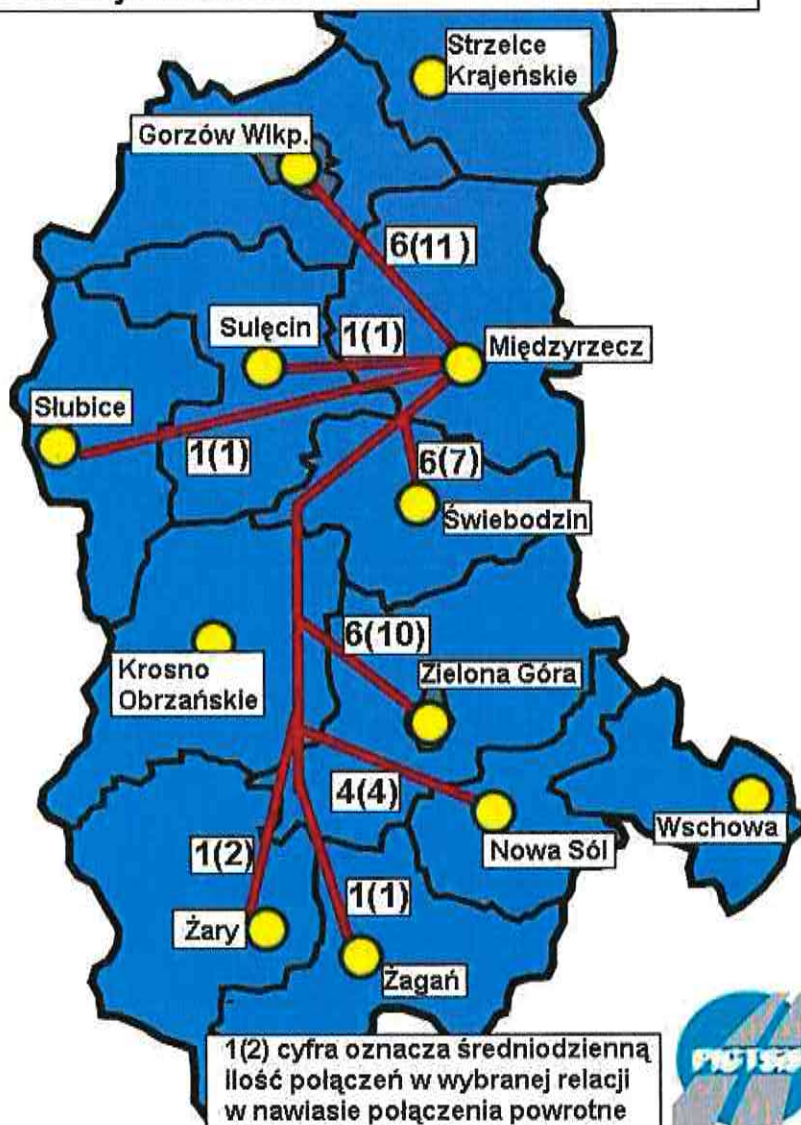 Strzelce
Krajeńskie
Gorzów Wlkp.
6(11)
Sulęcin
1(1)
Międzyrzecz
Słubice
1(1)
6(7)
Świebodzin
6(10)
Krosno
Obrzańskie
Zielona Góra
4(4)
Wschowa
1(2)
Nowa Sól
1(1)
Żary
Żagań
1(2) cyfra oznacza średniodzienną
ilość połączeń w wybranej relacji
w nawiasie połączenia powrotne